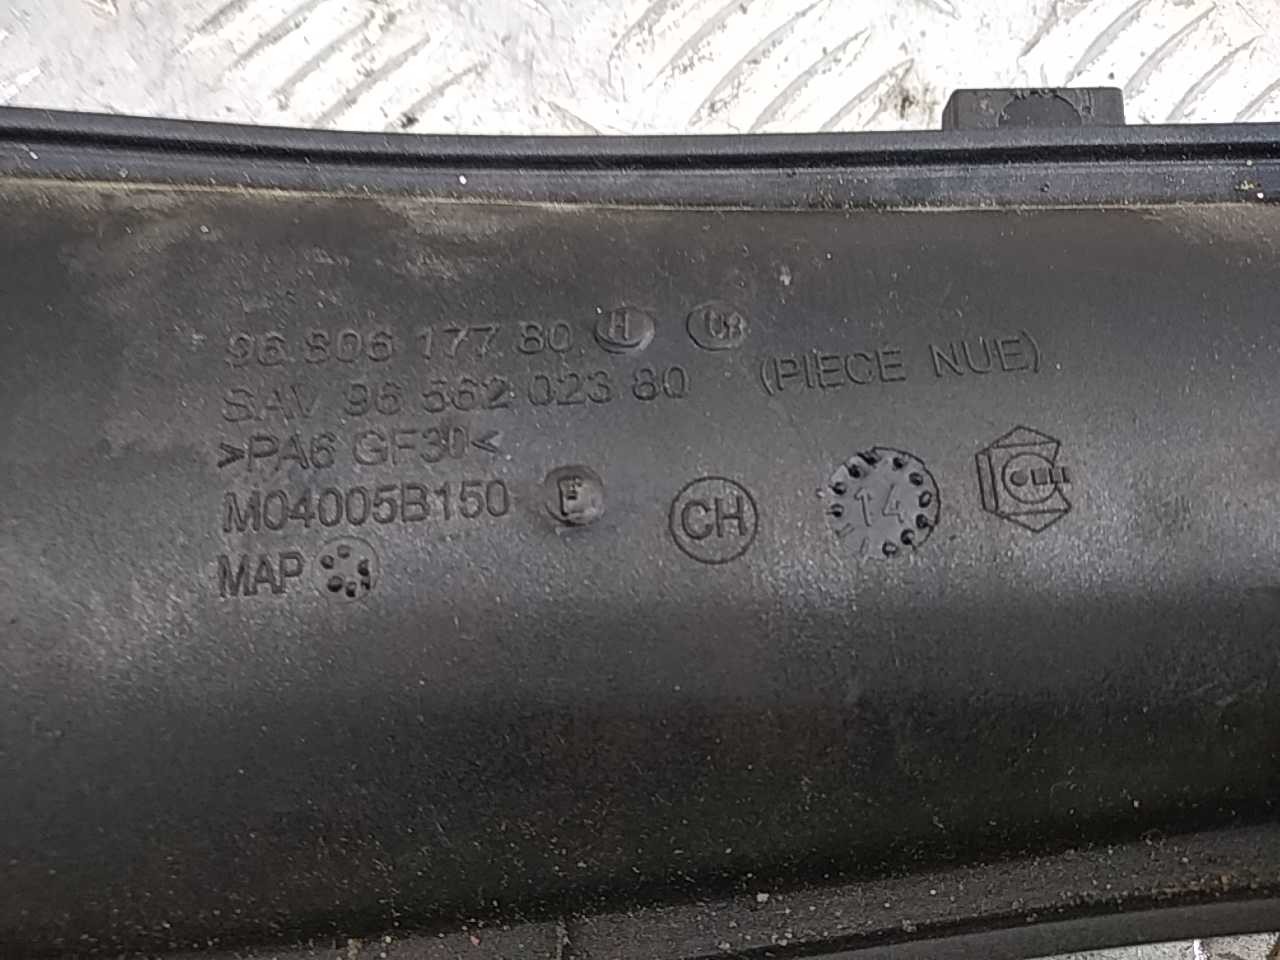 96 806 177 80 H
SAV 96 562 023 80 (PIECE NUE)
>PA6 GF30<
M04005B150 E CH 14
MAP